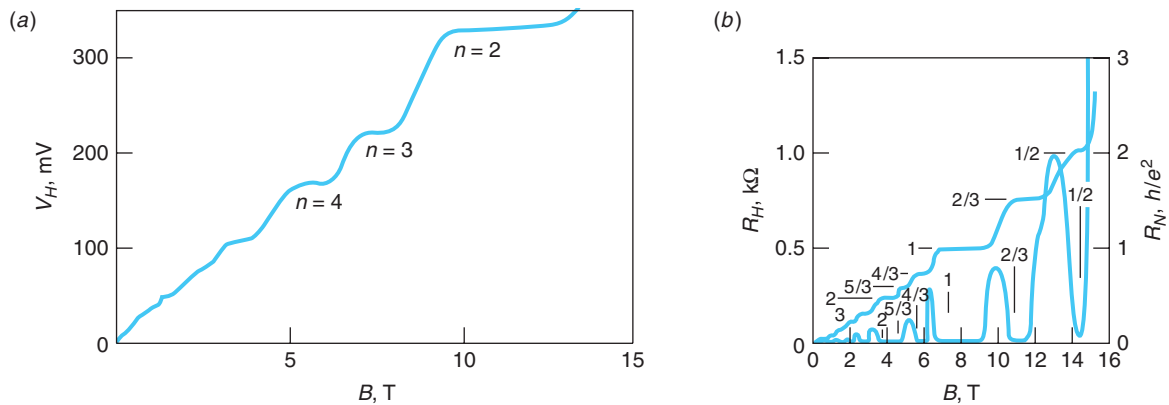 (a)
300
200
100
0
V_H, mV
n = 2
n = 3
n = 4
5
10
15
B, T
(b)
1.5
1.0
0.5
0
R_H, kΩ
3
2
1
0
R_N, h/e²
1/2
1/2
2/3
2/3
1
1
4/3
4/3
5/3
5/3
2
2
3
0 2 4 6 8 10 12 14 16
B, T